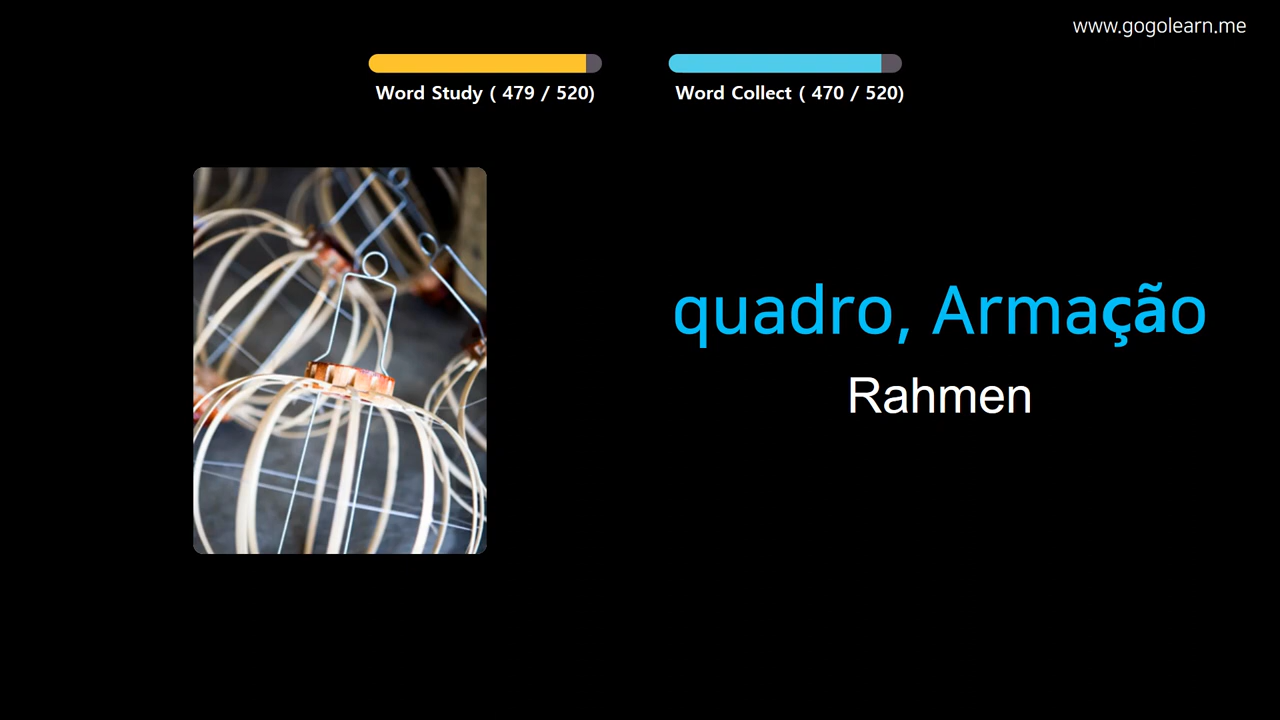 www.gogolearn.me
Word Study ( 479 / 520)
Word Collect ( 470 / 520)
quadro, Armação
Rahmen